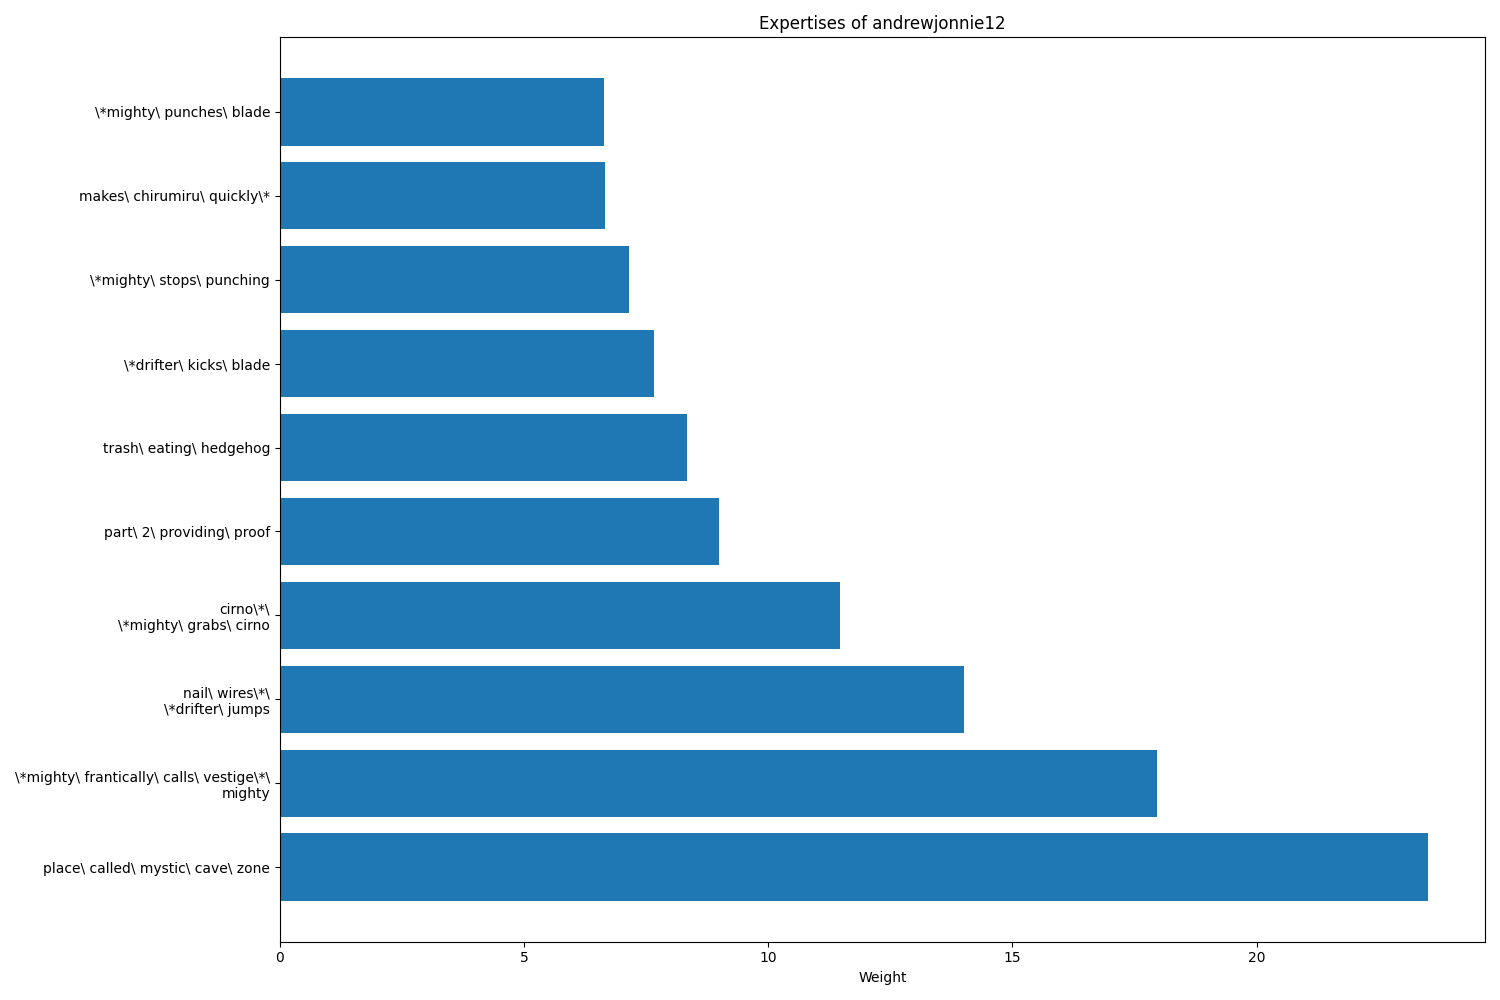 Expertises of andrewjonnie12
\*mighty\ punches\ blade
makes\ chirumiru\ quickly\*
\*mighty\ stops\ punching
\*drifter\ kicks\ blade
trash\ eating\ hedgehog
part\ 2\ providing\ proof
cirno\*\
\*mighty\ grabs\ cirno
nail\ wires\*\
\*drifter\ jumps
\*mighty\ frantically\ calls\ vestige\*\
mighty
place\ called\ mystic\ cave\ zone
0 5 10 15 20
Weight